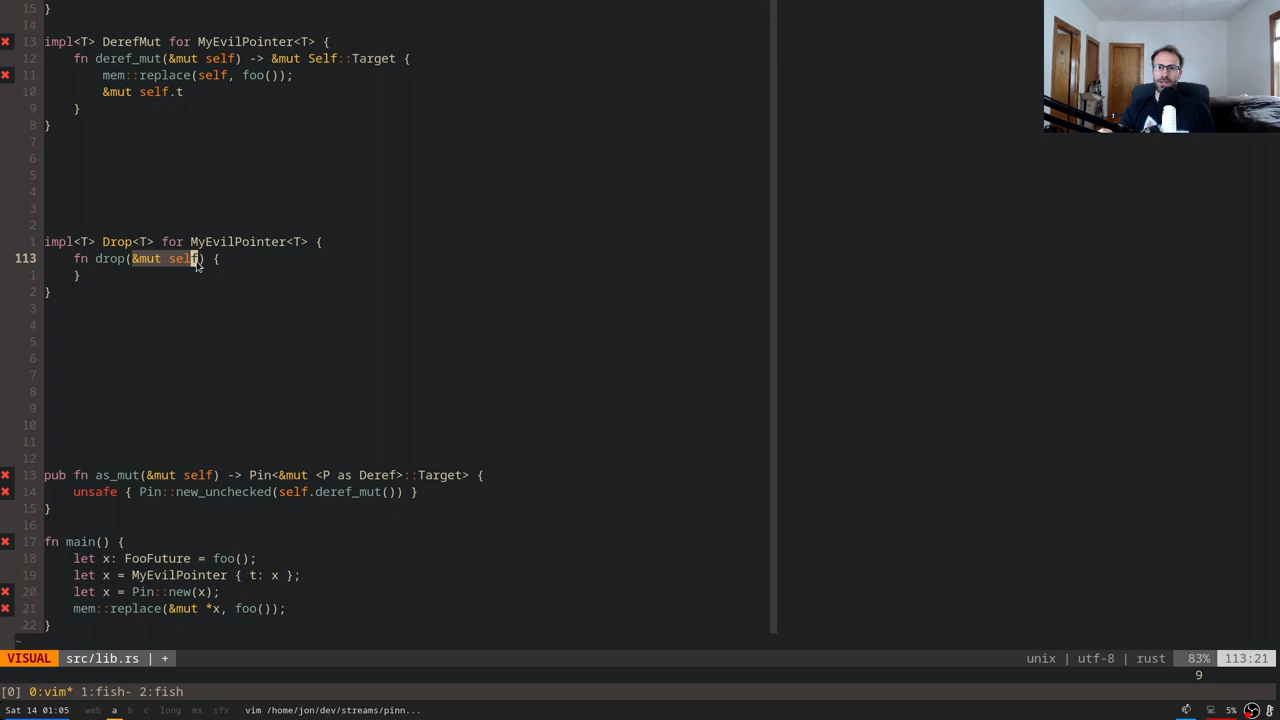 15 }
14
13 impl<T> DerefMut for MyEvilPointer<T> {
12     fn deref_mut(&mut self) -> &mut Self::Target {
11         mem::replace(self, foo());
10         &mut self.t
9     }
8 }
7
6
5
4
3
2
1 impl<T> Drop<T> for MyEvilPointer<T> {
113     fn drop(&mut self) {
1     }
2 }
3
4
5
6
7
8
9
10
11
12
13 pub fn as_mut(&mut self) -> Pin<&mut <P as Deref>::Target> {
14     unsafe { Pin::new_unchecked(self.deref_mut()) }
15 }
16
17 fn main() {
18     let x: FooFuture = foo();
19     let x = MyEvilPointer { t: x };
20     let x = Pin::new(x);
21     mem::replace(&mut *x, foo());
22 }
~
VISUAL src/lib.rs | + unix | utf-8 | rust 83% 113:21
9
[0] 0:vim* 1:fish- 2:fish
Sat 14 01:05 web a b c long mx sfx vim /home/jon/dev/streams/pinn... 5%